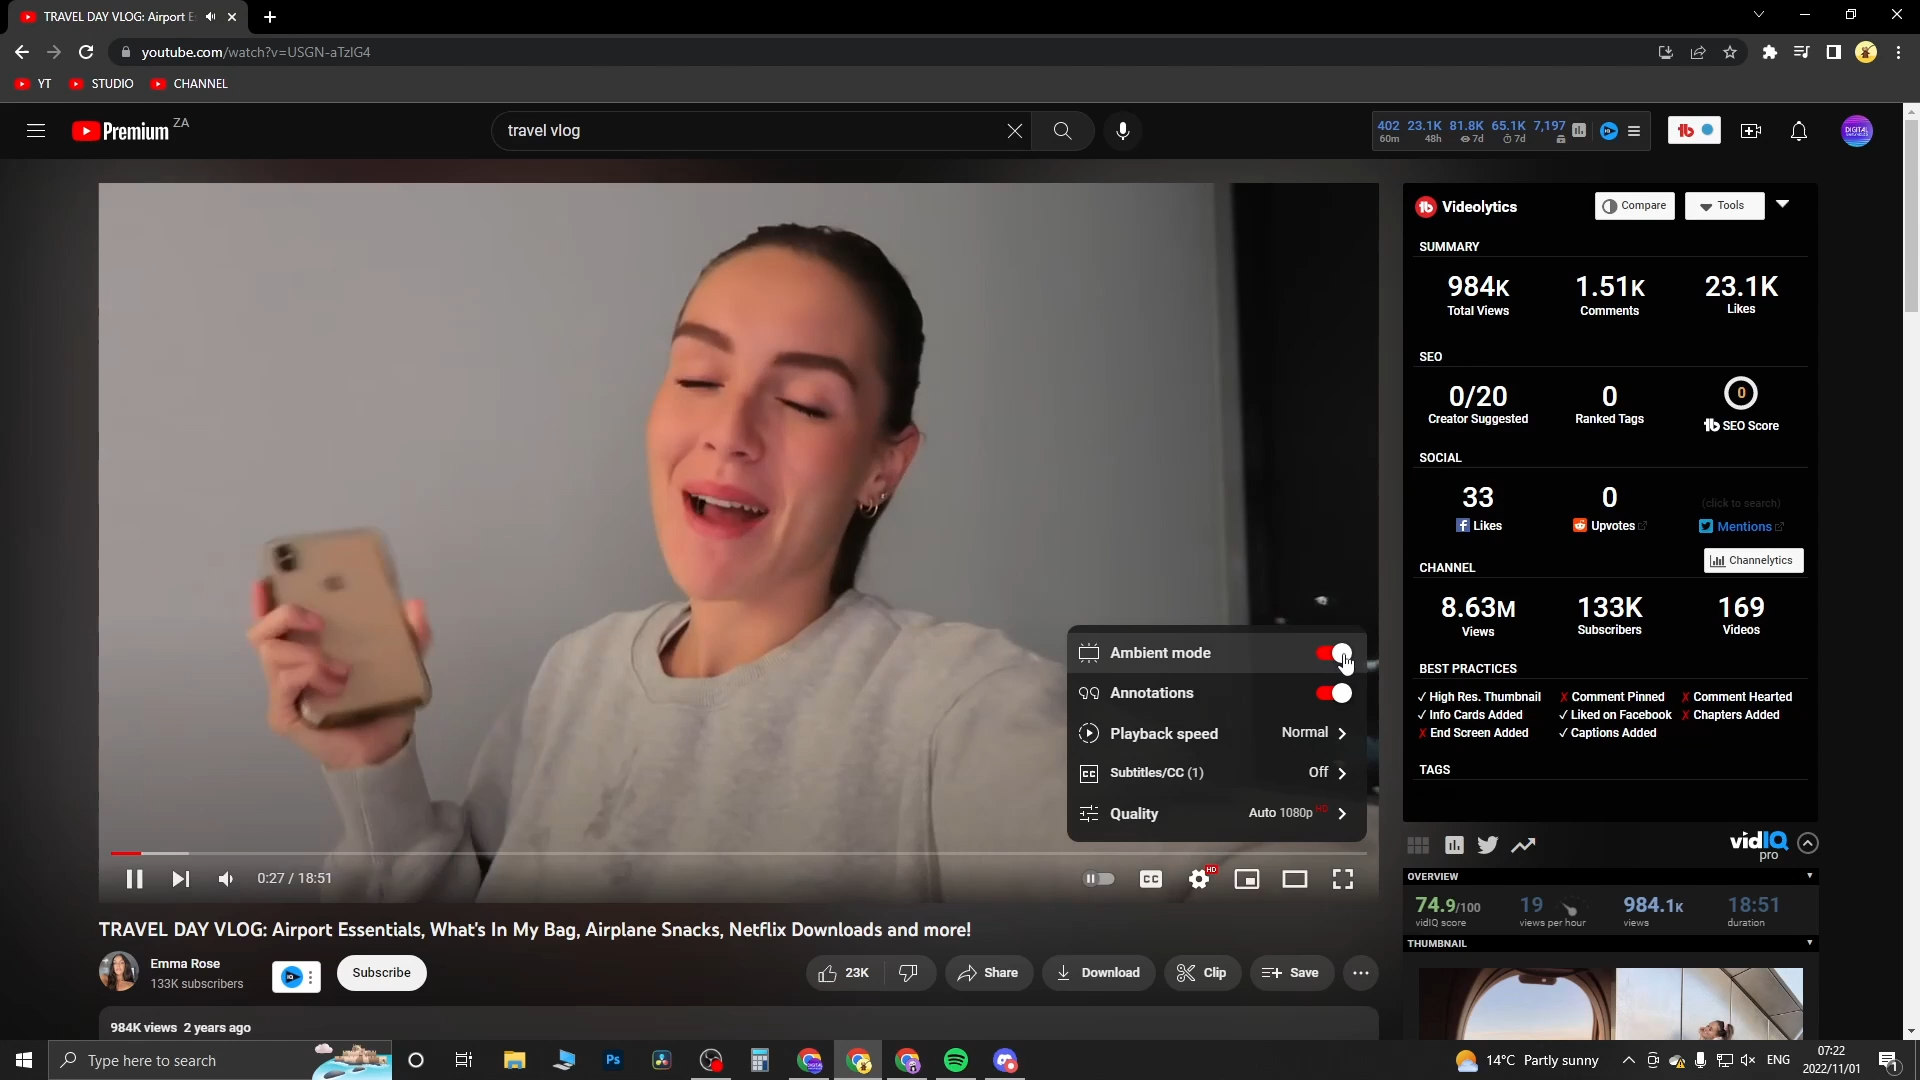 TRAVEL DAY VLOG: Airport E
youtube.com/watch?v=USGN-aTzIG4
YT STUDIO CHANNEL
Premium ZA
travel vlog
402 23.1K 81.8K 65.1K 7,197
60m 48h 7d 7d
DIGITAL
Videolytics Compare Tools
SUMMARY
984K 1.51K 23.1K
Total Views Comments Likes
SEO
0/20 0 0
Creator Suggested Ranked Tags SEO Score
SOCIAL
33 0 (click to search)
Likes Upvotes Mentions
CHANNEL Channelytics
8.63M 133K 169
Views Subscribers Videos
BEST PRACTICES
✓ High Res. Thumbnail ✗ Comment Pinned ✗ Comment Hearted
✓ Info Cards Added ✓ Liked on Facebook ✗ Chapters Added
✗ End Screen Added ✓ Captions Added
TAGS
Ambient mode
Annotations
Playback speed Normal
Subtitles/CC (1) Off
Quality Auto 1080p HD
0:27 / 18:51
CC HD
TRAVEL DAY VLOG: Airport Essentials, What's In My Bag, Airplane Snacks, Netflix Downloads and more!
Emma Rose
133K subscribers
Subscribe
23K Share Download Clip Save
984K views 2 years ago
vidIQ
pro
OVERVIEW
74.9/100 19 984.1K 18:51
vidIQ score views per hour views duration
THUMBNAIL
Type here to search
Ps
14°C Partly sunny
ENG
07:22
2022/11/01
1